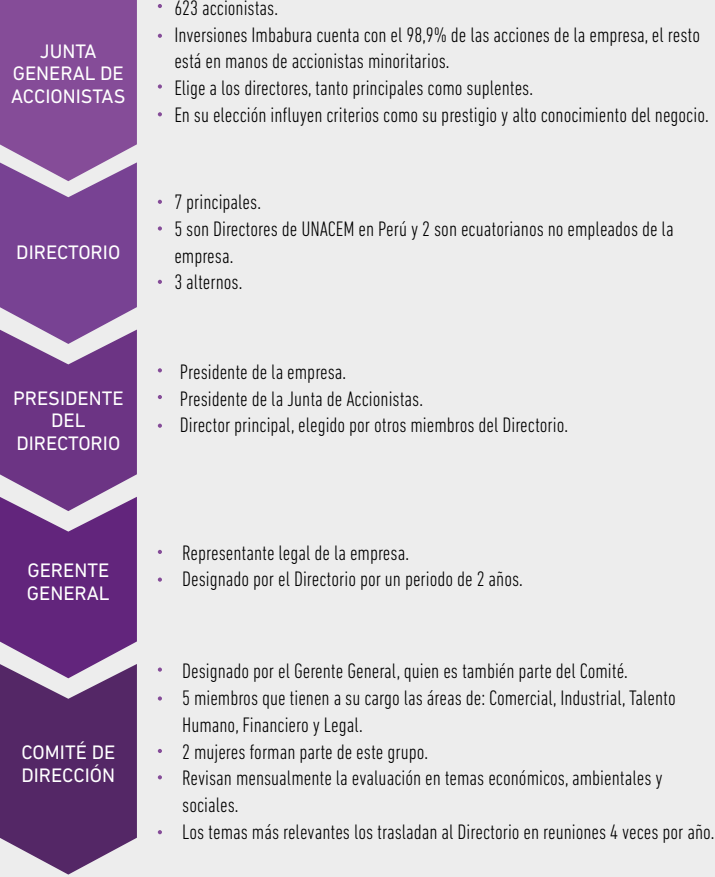 JUNTA
GENERAL DE
ACCIONISTAS
• 623 accionistas.
• Inversiones Imbabura cuenta con el 98,9% de las acciones de la empresa, el resto
está en manos de accionistas minoritarios.
• Elige a los directores, tanto principales como suplentes.
• En su elección influyen criterios como su prestigio y alto conocimiento del negocio.
DIRECTORIO
• 7 principales.
• 5 son Directores de UNACEM en Perú y 2 son ecuatorianos no empleados de la
empresa.
• 3 alternos.
PRESIDENTE
DEL
DIRECTORIO
• Presidente de la empresa.
• Presidente de la Junta de Accionistas.
• Director principal, elegido por otros miembros del Directorio.
GERENTE
GENERAL
• Representante legal de la empresa.
• Designado por el Directorio por un periodo de 2 años.
COMITÉ DE
DIRECCIÓN
• Designado por el Gerente General, quien es también parte del Comité.
• 5 miembros que tienen a su cargo las áreas de: Comercial, Industrial, Talento
Humano, Financiero y Legal.
• 2 mujeres forman parte de este grupo.
• Revisan mensualmente la evaluación en temas económicos, ambientales y
sociales.
• Los temas más relevantes los trasladan al Directorio en reuniones 4 veces por año.